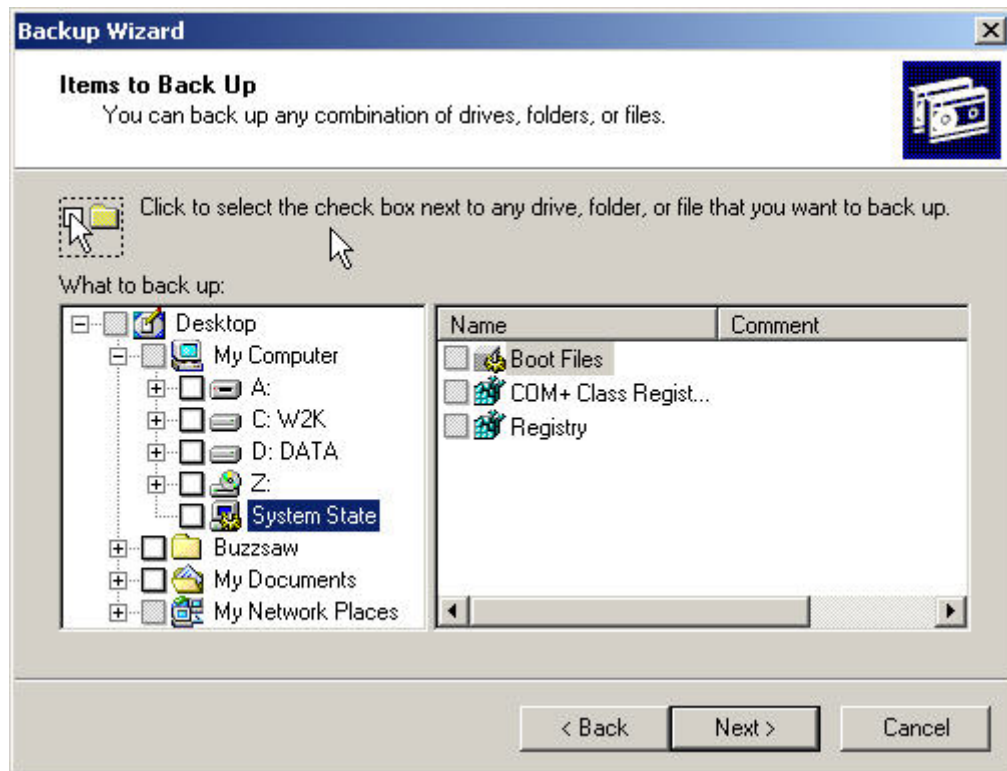 Backup Wizard
Items to Back Up
You can back up any combination of drives, folders, or files.
Click to select the check box next to any drive, folder, or file that you want to back up.
What to back up:
Desktop
My Computer
A:
C: W2K
D: DATA
Z:
System State
Buzzsaw
My Documents
My Network Places
Name Comment
Boot Files
COM+ Class Regist...
Registry
< Back Next > Cancel